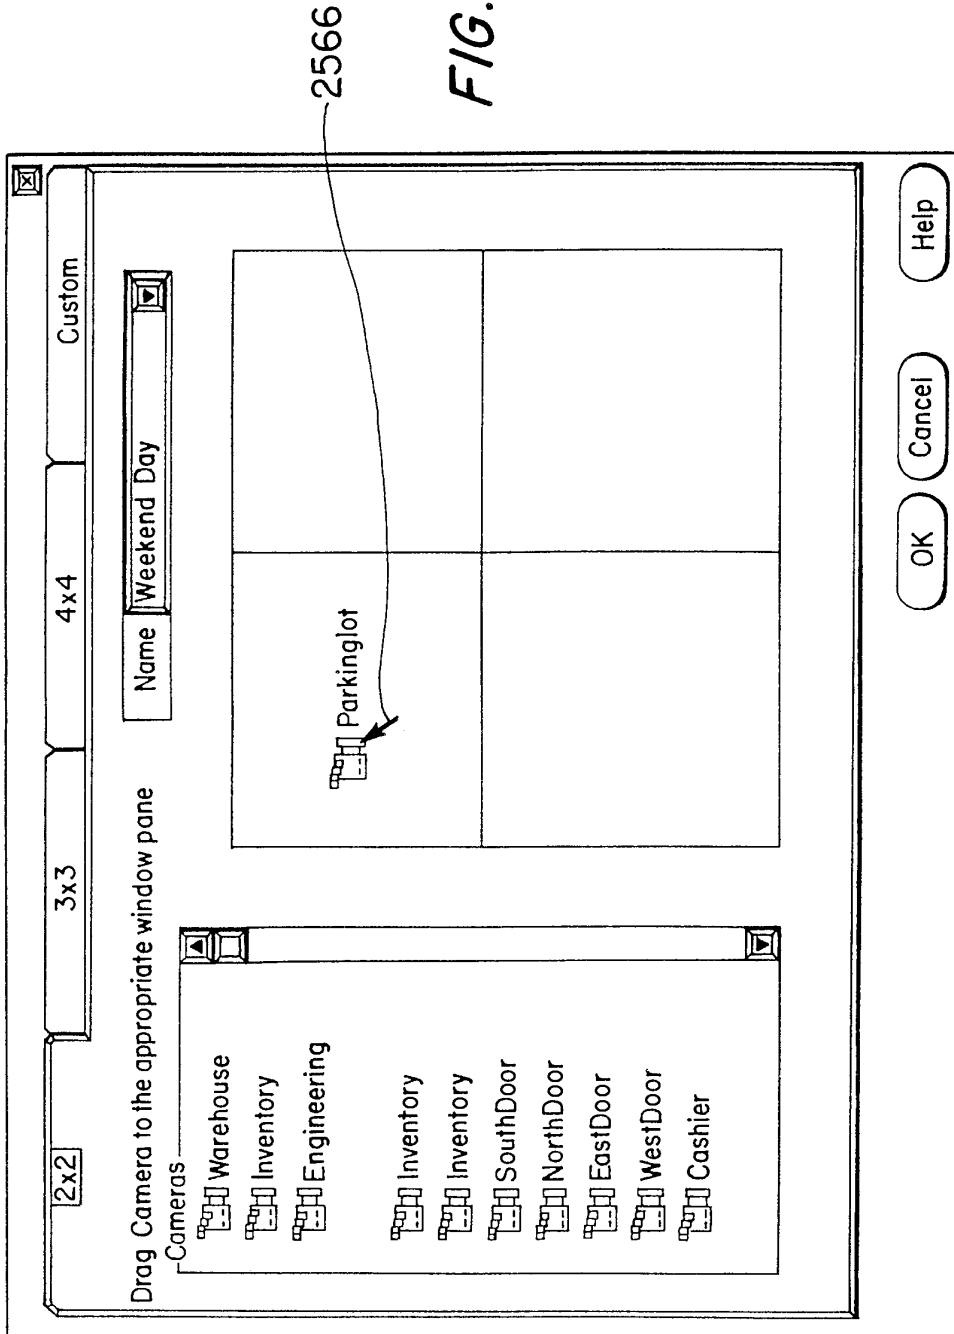 2x2 3x3 4x4 Custom
Drag Camera to the appropriate window pane
Name Weekend Day
Cameras
Warehouse
Inventory
Engineering
Inventory
Inventory
SouthDoor
NorthDoor
EastDoor
WestDoor
Cashier
Parkinglot
OK Cancel Help
2566
FIG.